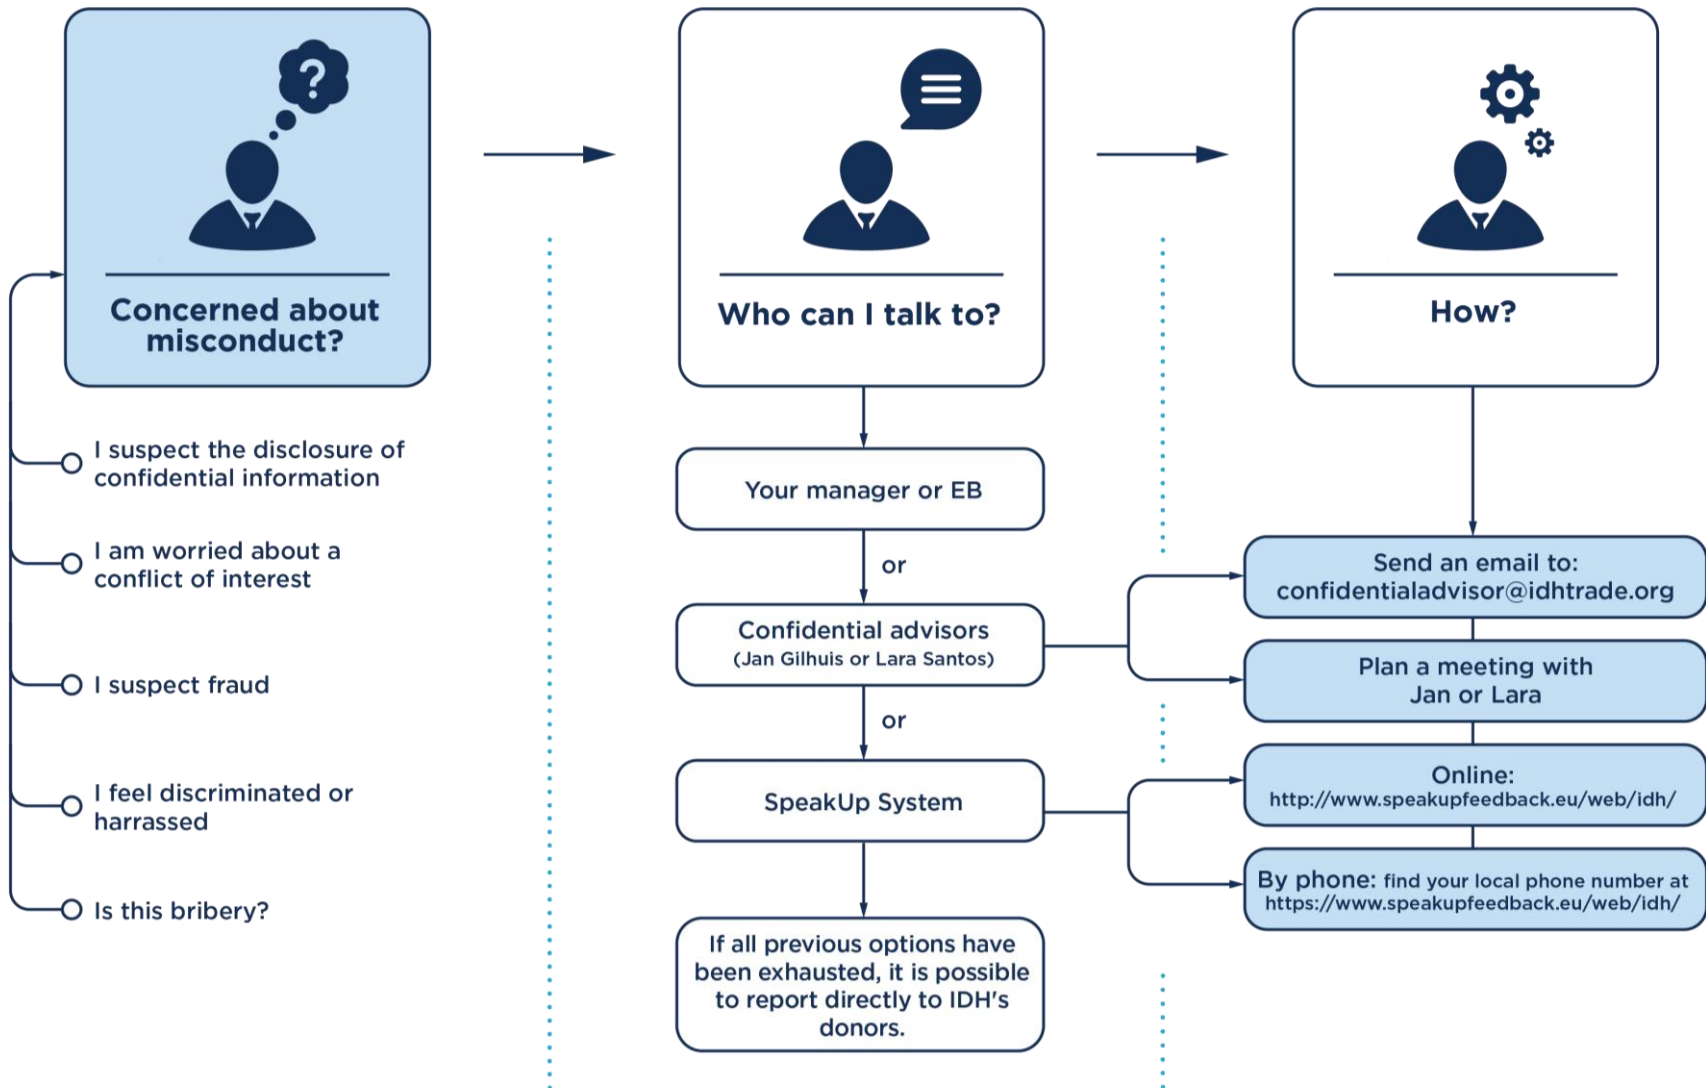 ?
Concerned about
misconduct?
I suspect the disclosure of
confidential information
I am worried about a
conflict of interest
I suspect fraud
I feel discriminated or
harrassed
Is this bribery?
Who can I talk to?
Your manager or EB
or
Confidential advisors
(Jan Gilhuis or Lara Santos)
or
SpeakUp System
If all previous options have
been exhausted, it is possible
to report directly to IDH's
donors.
How?
Send an email to:
confidentialadvisor@idhtrade.org
Plan a meeting with
Jan or Lara
Online:
http://www.speakupfeedback.eu/web/idh/
By phone: find your local phone number at
https://www.speakupfeedback.eu/web/idh/